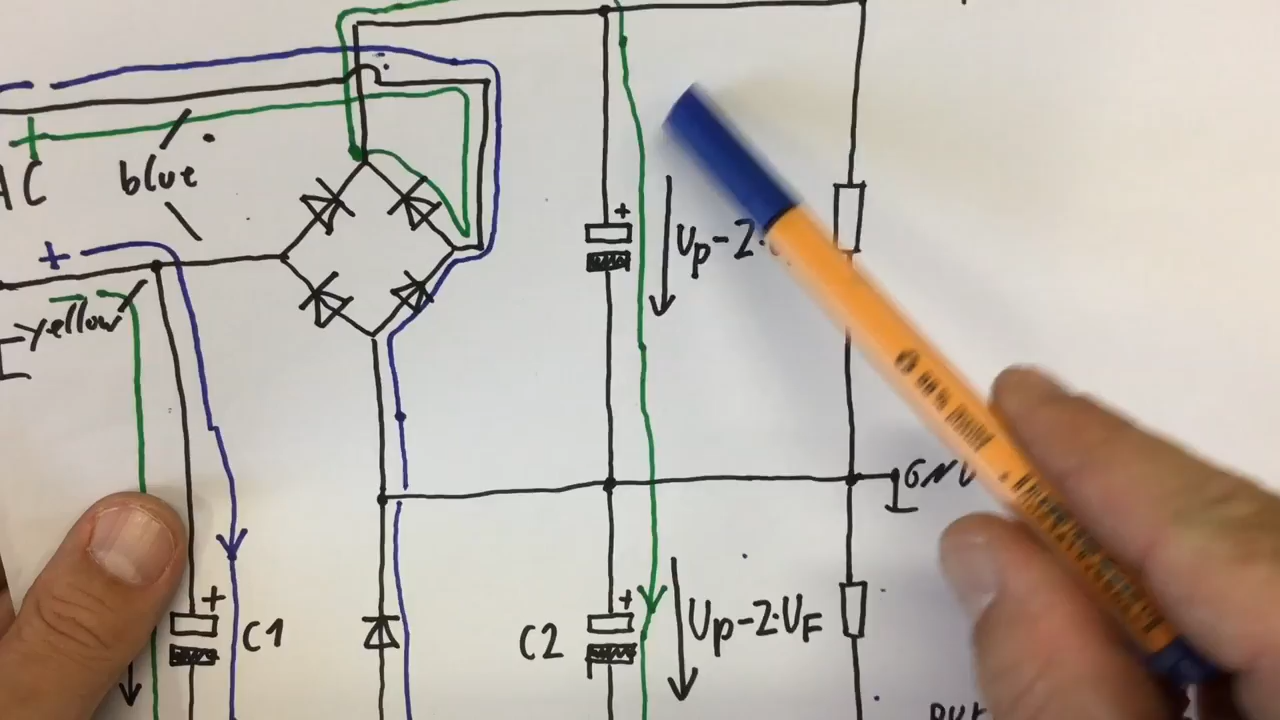 AC
blue
+
+
yellow
+
Up-2·
GND
+
C1
C2
+
Up-2·UF